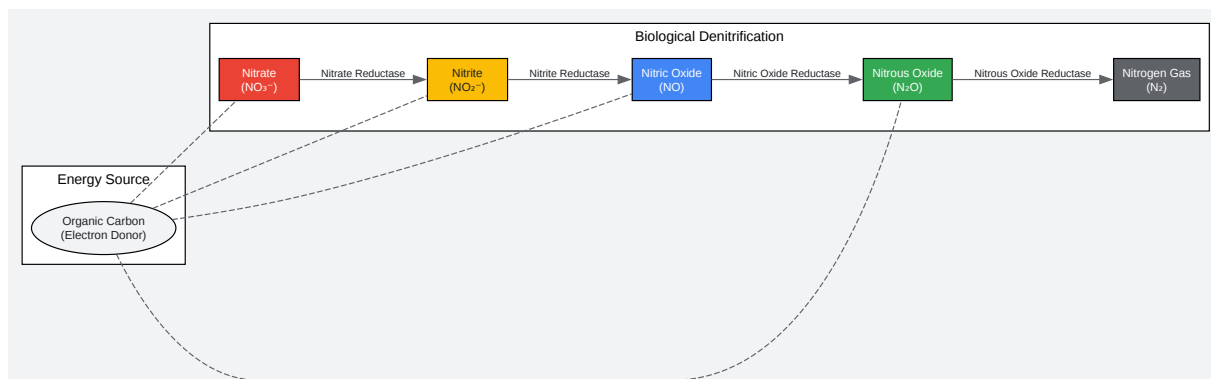 Biological Denitrification
Nitrate
(NO₃⁻)
Nitrate Reductase
Nitrite
(NO₂⁻)
Nitrite Reductase
Nitric Oxide
(NO)
Nitric Oxide Reductase
Nitrous Oxide
(N₂O)
Nitrous Oxide Reductase
Nitrogen Gas
(N₂)
Energy Source
Organic Carbon
(Electron Donor)